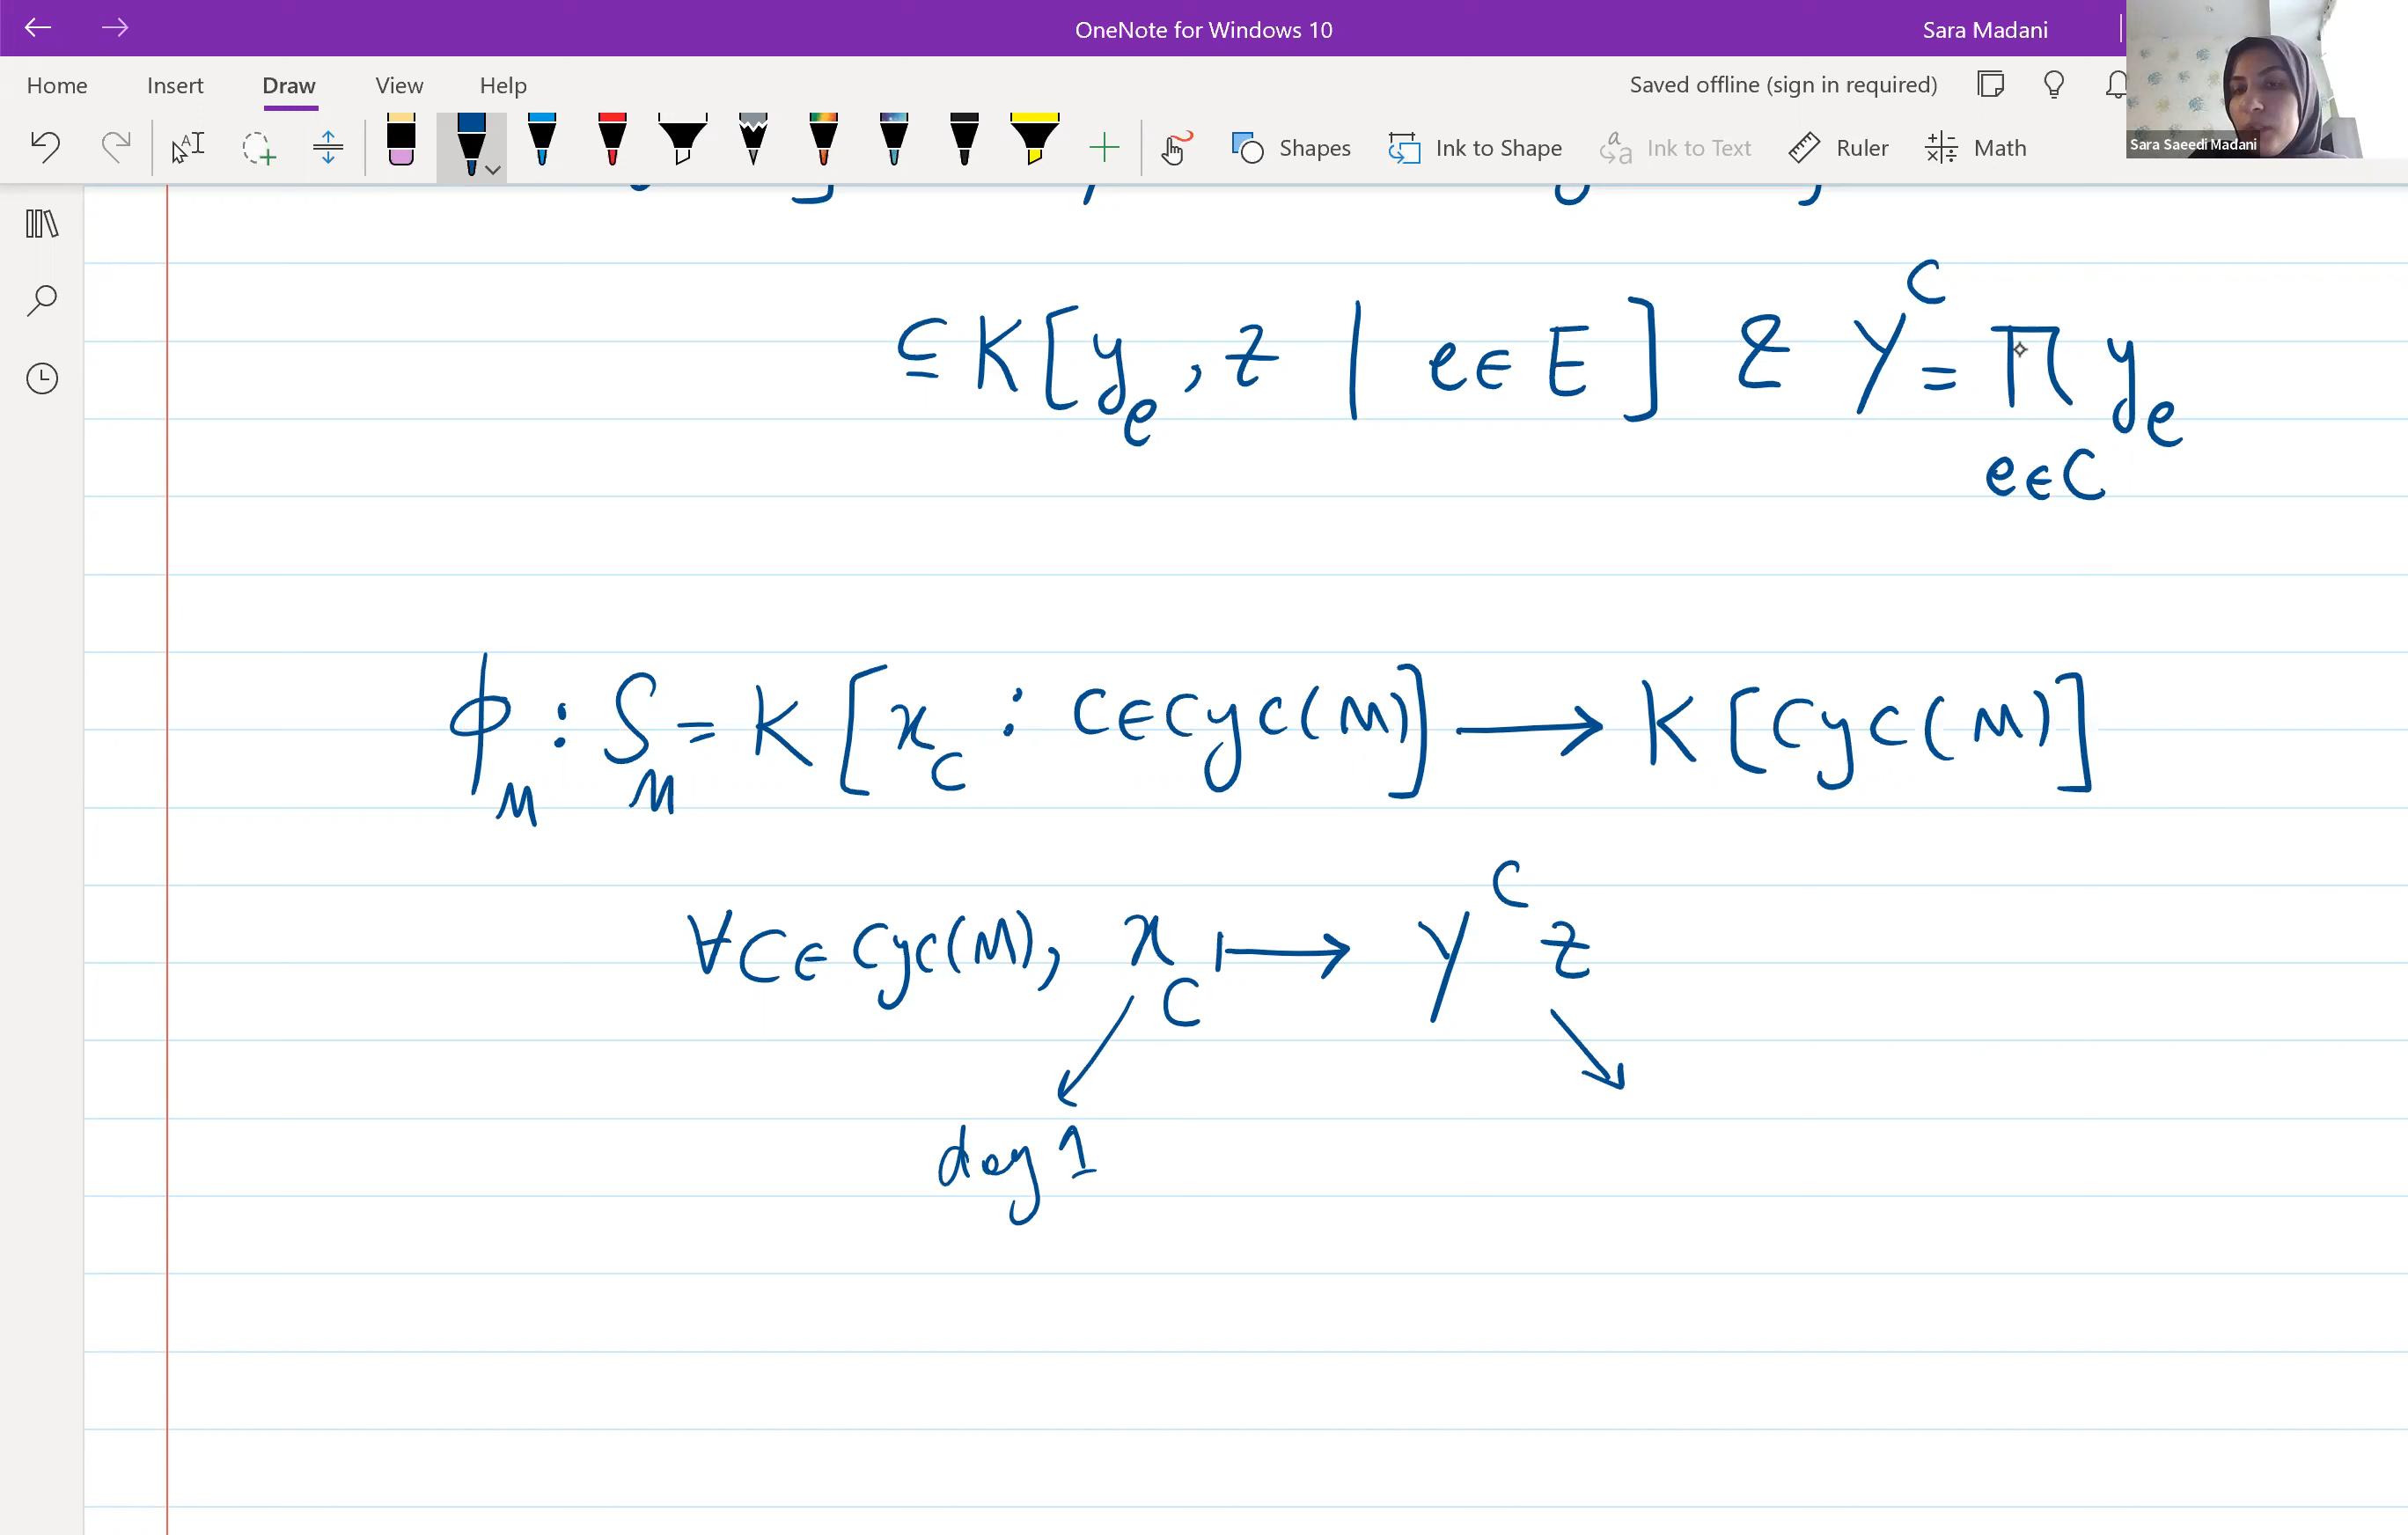 OneNote for Windows 10
Sara Madani
Home Insert Draw View Help
Saved offline (sign in required)
Shapes Ink to Shape Ink to Text Ruler Math
Sara Saeedi Madani
⊆ K[y_e, z | e ∈ E] & Y^C = ∏_{e∈C} y_e
ϕ_M : S_M = K[x_C : C ∈ Cyc(M)] ⟶ K[Cyc(M)]
∀C ∈ Cyc(M), x_C ⟼ Y^C z
deg 1